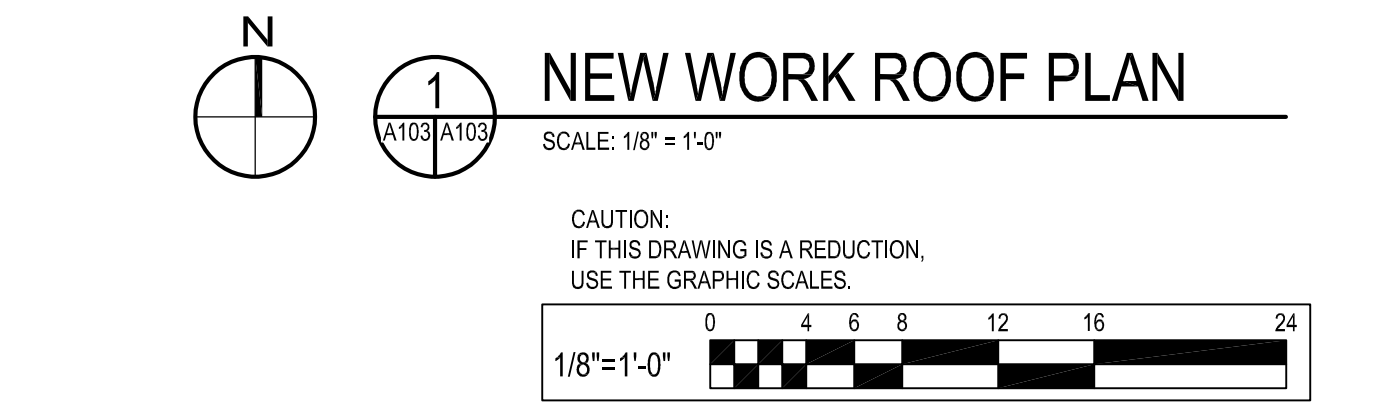 N
1
A103 A103
NEW WORK ROOF PLAN
SCALE: 1/8" = 1'-0"
CAUTION:
IF THIS DRAWING IS A REDUCTION,
USE THE GRAPHIC SCALES.
0 4 6 8 12 16 24
1/8"=1'-0"